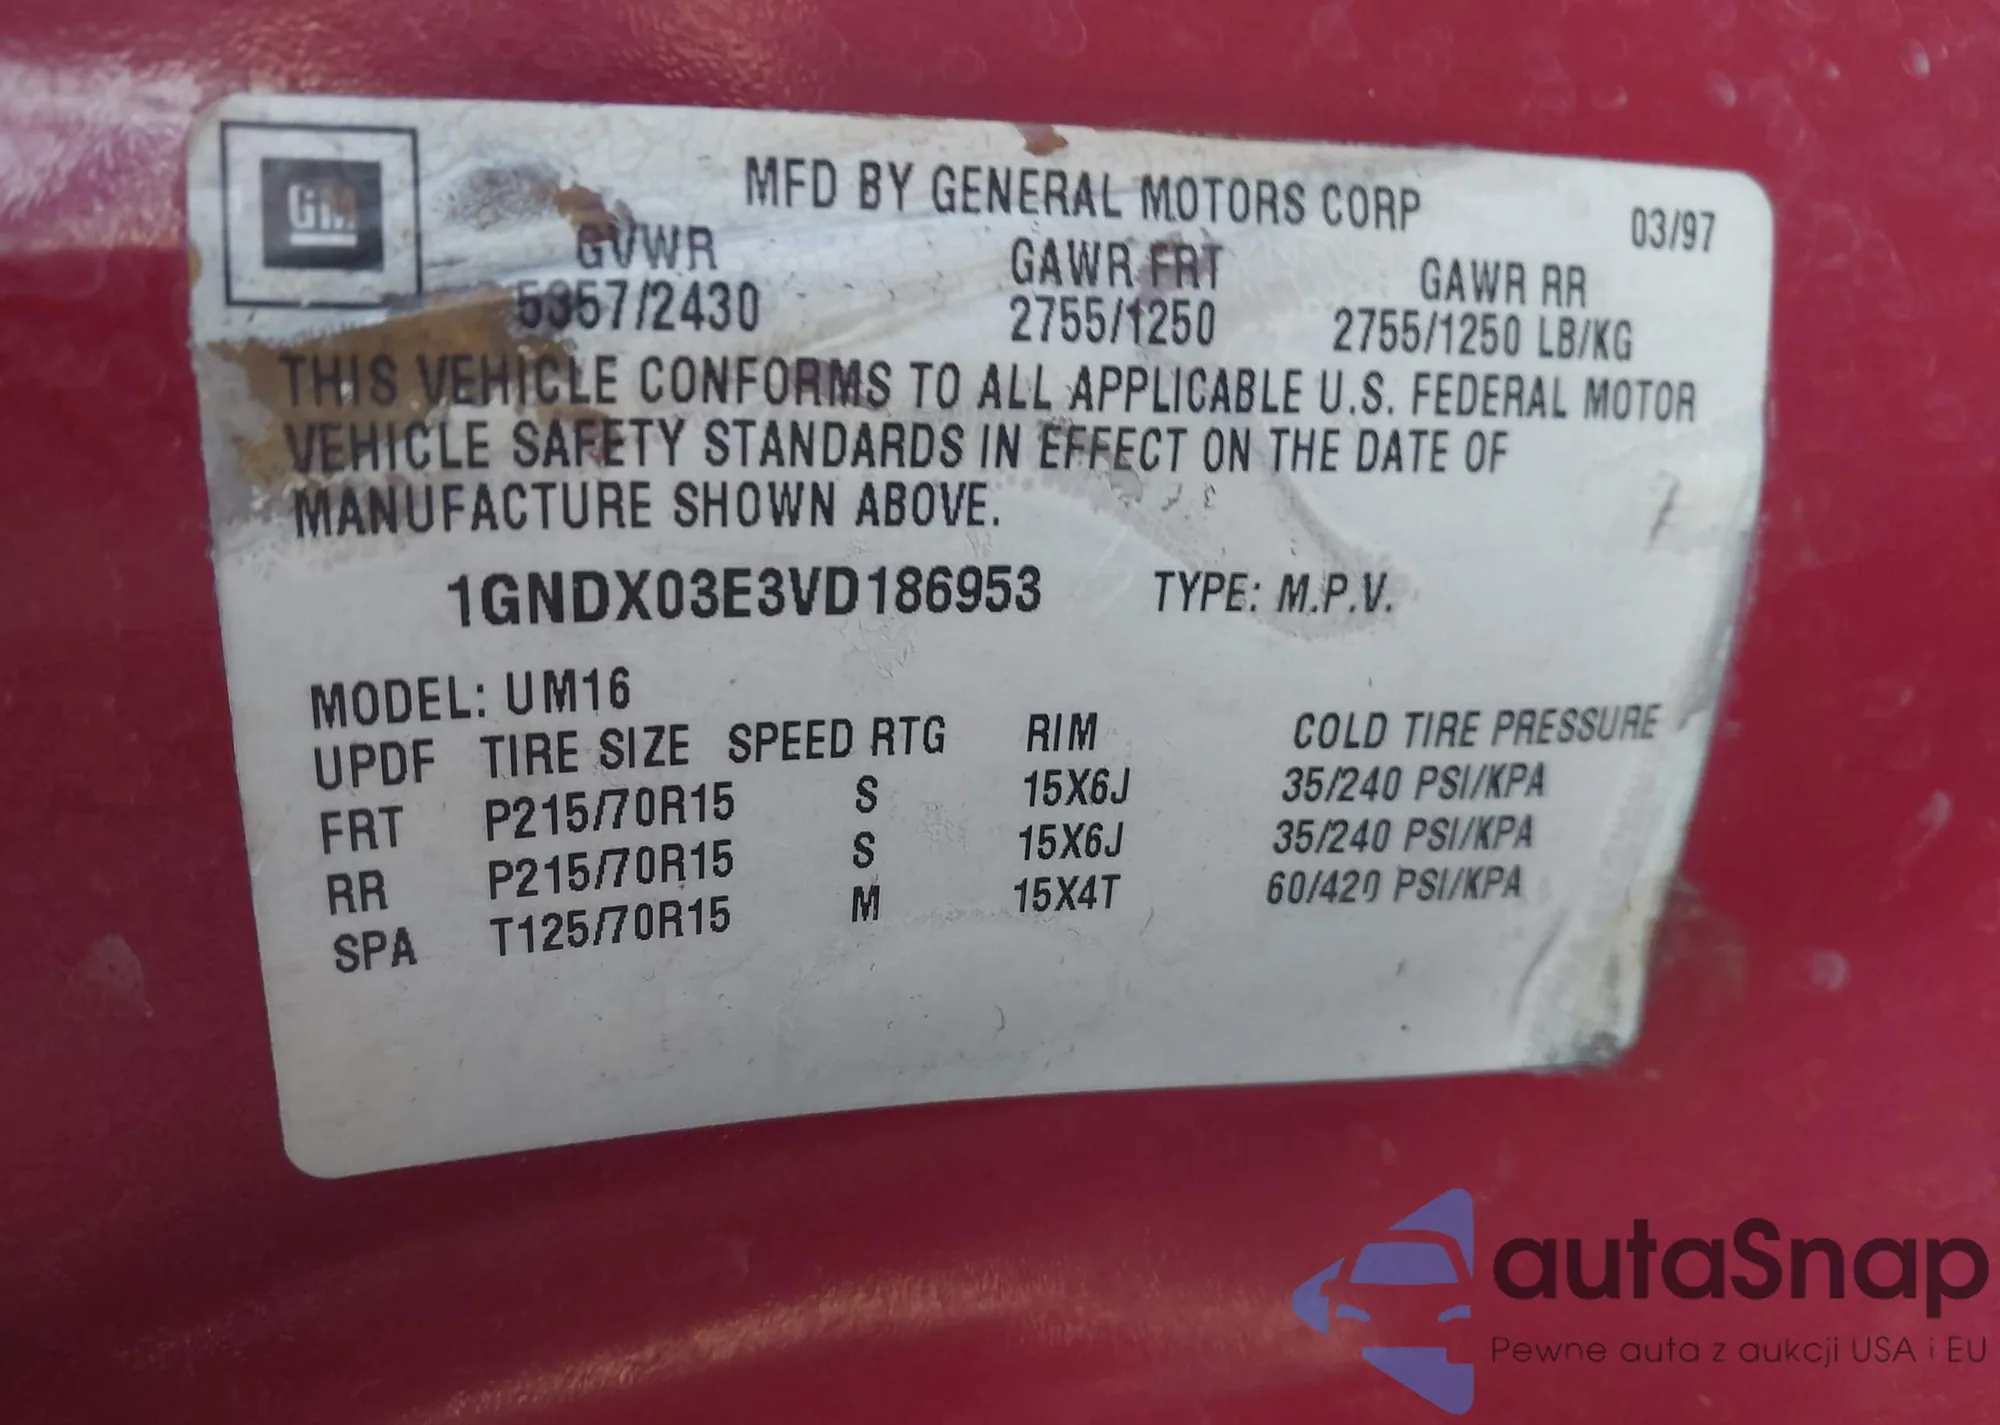 GM
MFD BY GENERAL MOTORS CORP 03/97
GVWR GAWR FRT GAWR RR
5357/2430 2755/1250 2755/1250 LB/KG
THIS VEHICLE CONFORMS TO ALL APPLICABLE U.S. FEDERAL MOTOR
VEHICLE SAFETY STANDARDS IN EFFECT ON THE DATE OF
MANUFACTURE SHOWN ABOVE.
1GNDX03E3VD186953 TYPE: M.P.V.
MODEL: UM16
UPDF TIRE SIZE SPEED RTG RIM COLD TIRE PRESSURE
FRT P215/70R15 S 15X6J 35/240 PSI/KPA
RR P215/70R15 S 15X6J 35/240 PSI/KPA
SPA T125/70R15 M 15X4T 60/420 PSI/KPA
autaSnap
Pewne auta z aukcji USA i EU